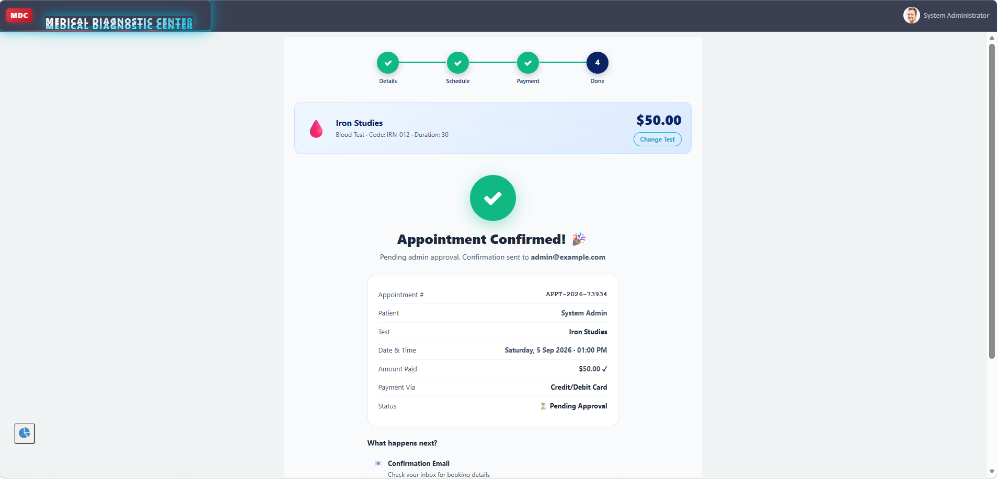 MDC
MEDICAL DIAGNOSTIC CENTER
MEDICAL DIAGNOSTIC CENTER
System Administrator
4
Details
Schedule
Payment
Done
Iron Studies
Blood Test · Code: IRN-012 · Duration: 30
$50.00
Change Test
Appointment Confirmed! 🎉
Pending admin approval. Confirmation sent to admin@example.com
Appointment # APPT-2026-73934
Patient System Admin
Test Iron Studies
Date & Time Saturday, 5 Sep 2026 · 01:00 PM
Amount Paid $50.00 ✓
Payment Via Credit/Debit Card
Status ⏳ Pending Approval
What happens next?
Confirmation Email
Check your inbox for booking details